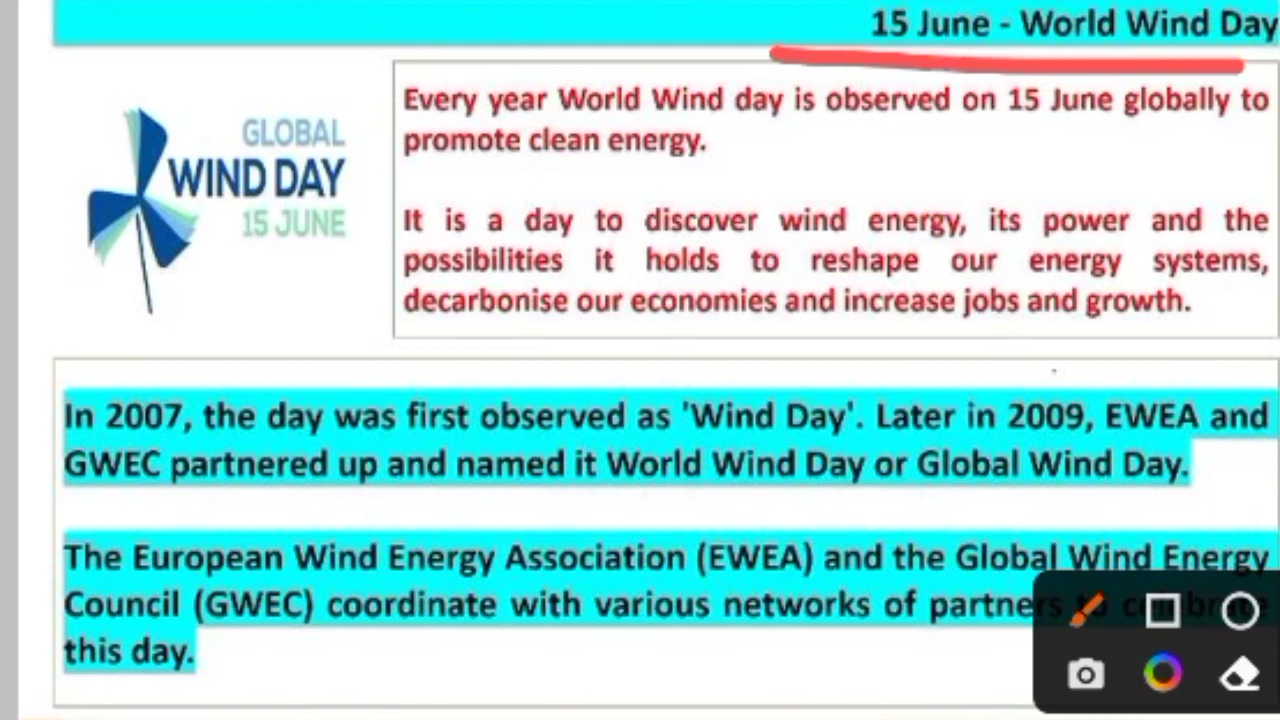 15 June - World Wind Day
GLOBAL
WIND DAY
15 JUNE
Every year World Wind day is observed on 15 June globally to
promote clean energy.
It is a day to discover wind energy, its power and the
possibilities it holds to reshape our energy systems,
decarbonise our economies and increase jobs and growth.
In 2007, the day was first observed as 'Wind Day'. Later in 2009, EWEA and
GWEC partnered up and named it World Wind Day or Global Wind Day.
The European Wind Energy Association (EWEA) and the Global Wind Energy
Council (GWEC) coordinate with various networks of partners to celebrate
this day.